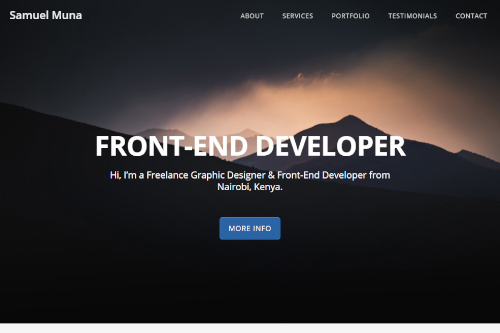 Samuel Muna
ABOUT SERVICES PORTFOLIO TESTIMONIALS CONTACT
FRONT-END DEVELOPER
Hi, I'm a Freelance Graphic Designer & Front-End Developer from
Nairobi, Kenya.
MORE INFO